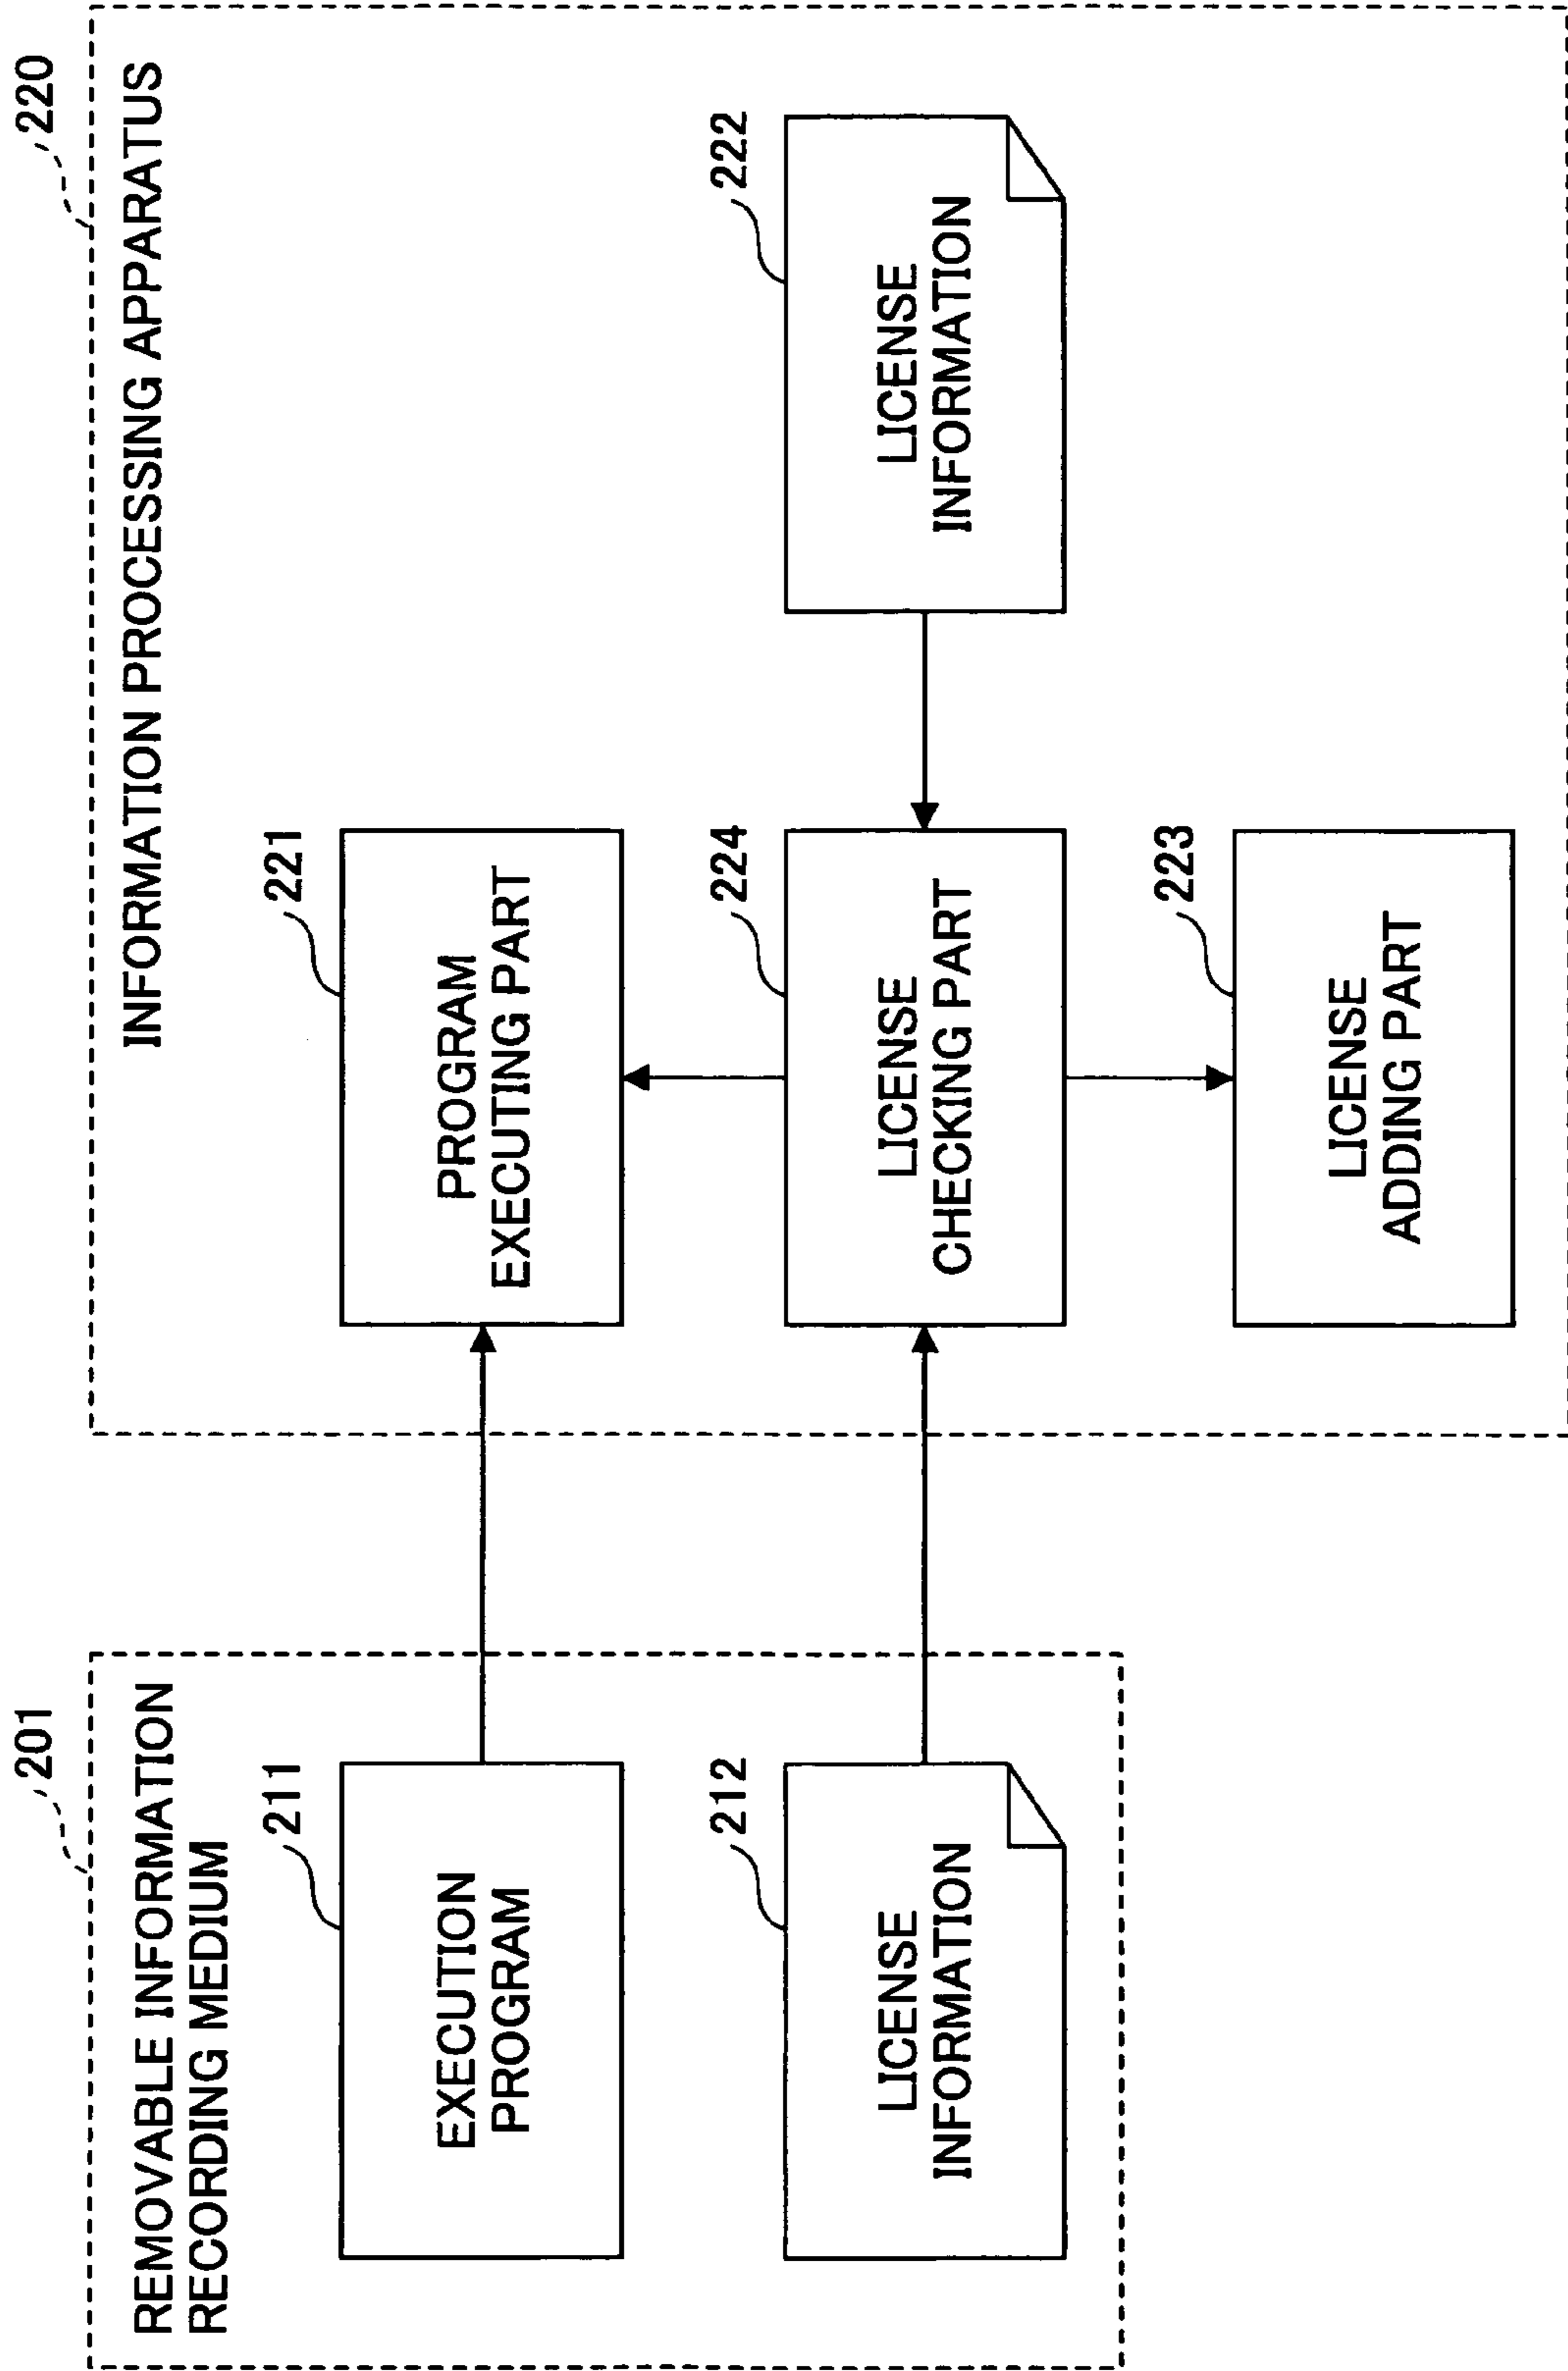 201
REMOVABLE INFORMATION
RECORDING MEDIUM
211
EXECUTION
PROGRAM
212
LICENSE
INFORMATION
220
INFORMATION PROCESSING APPARATUS
221
PROGRAM
EXECUTING PART
224
LICENSE
CHECKING PART
222
LICENSE
INFORMATION
223
LICENSE
ADDING PART